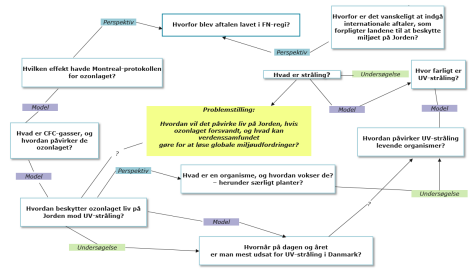 Hvorfor blev aftalen lavet i FN-regi?
Perspektiv
Hvorfor er det vanskeligt at indgå
internationale aftaler, som
forpligter landene til at beskytte
miljøet på Jorden?
Perspektiv
Hvilken effekt havde Montreal-protokollen
for ozonlaget?
Hvad er stråling?
Undersøgelse
Hvor farligt er
UV stråling?
Model
Model
Model
Problemstilling:
Hvordan vil det påvirke liv på Jorden, hvis
ozonlaget forsvandt, og hvad kan
verdenssamfundet
gøre for at løse globale miljøudfordringer?
Hvad er CFC-gasser, og
hvordan påvirker de
ozonlaget?
Hvordan påvirker UV-stråling
levende organismer?
?
Model
Perspektiv
Hvad er en organisme, og hvordan vokser de?
– herunder særligt planter?
Undersøgelse
Hvordan beskytter ozonlaget liv på
Jorden mod UV-stråling?
?
Model
Undersøgelse
Hvornår på dagen og året
er man mest udsat for UV-stråling i Danmark?